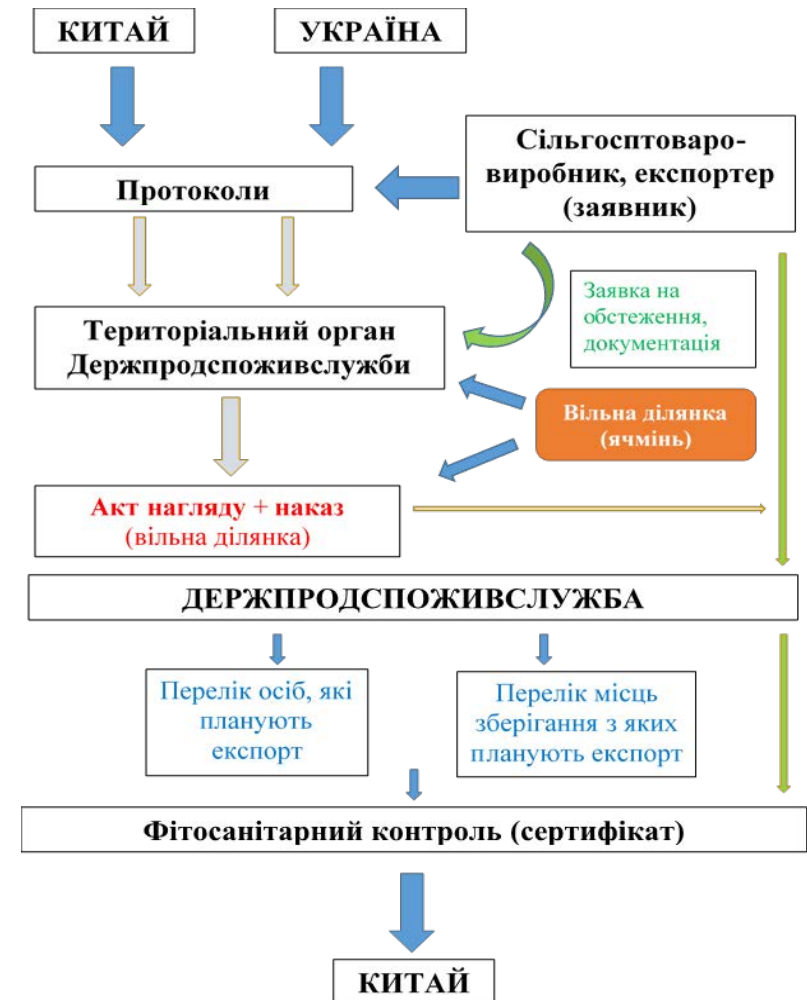 КИТАЙ
УКРАЇНА
Сільгосптоваро-
виробник, експортер
(заявник)
Протоколи
Заявка на
обстеження,
документація
Територіальний орган
Держпродспоживслужби
Вільна ділянка
(ячмінь)
Акт нагляду + наказ
(вільна ділянка)
ДЕРЖПРОДСПОЖИВСЛУЖБА
Перелік осіб, які
планують
експорт
Перелік місць
зберігання з яких
планують експорт
Фітосанітарний контроль (сертифікат)
КИТАЙ